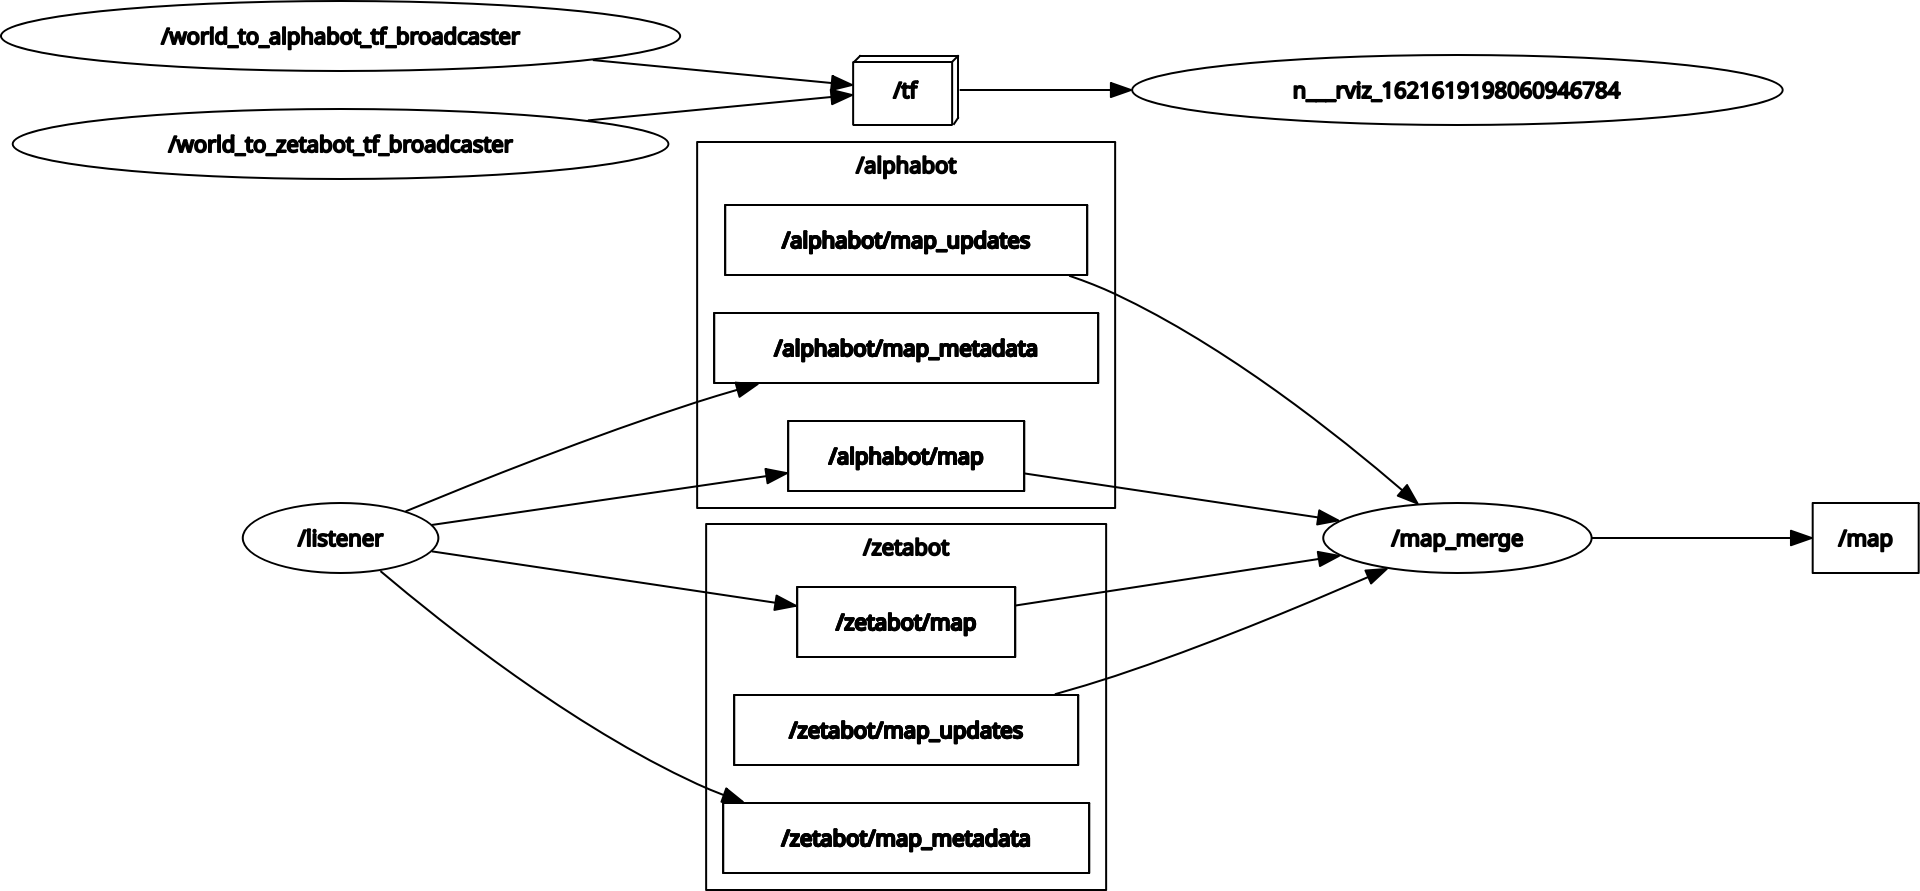 /world_to_alphabot_tf_broadcaster
/tf
n___rviz_1621619198060946784
/world_to_zetabot_tf_broadcaster
/alphabot
/alphabot/map_updates
/alphabot/map_metadata
/alphabot/map
/listener
/zetabot
/map_merge
/map
/zetabot/map
/zetabot/map_updates
/zetabot/map_metadata